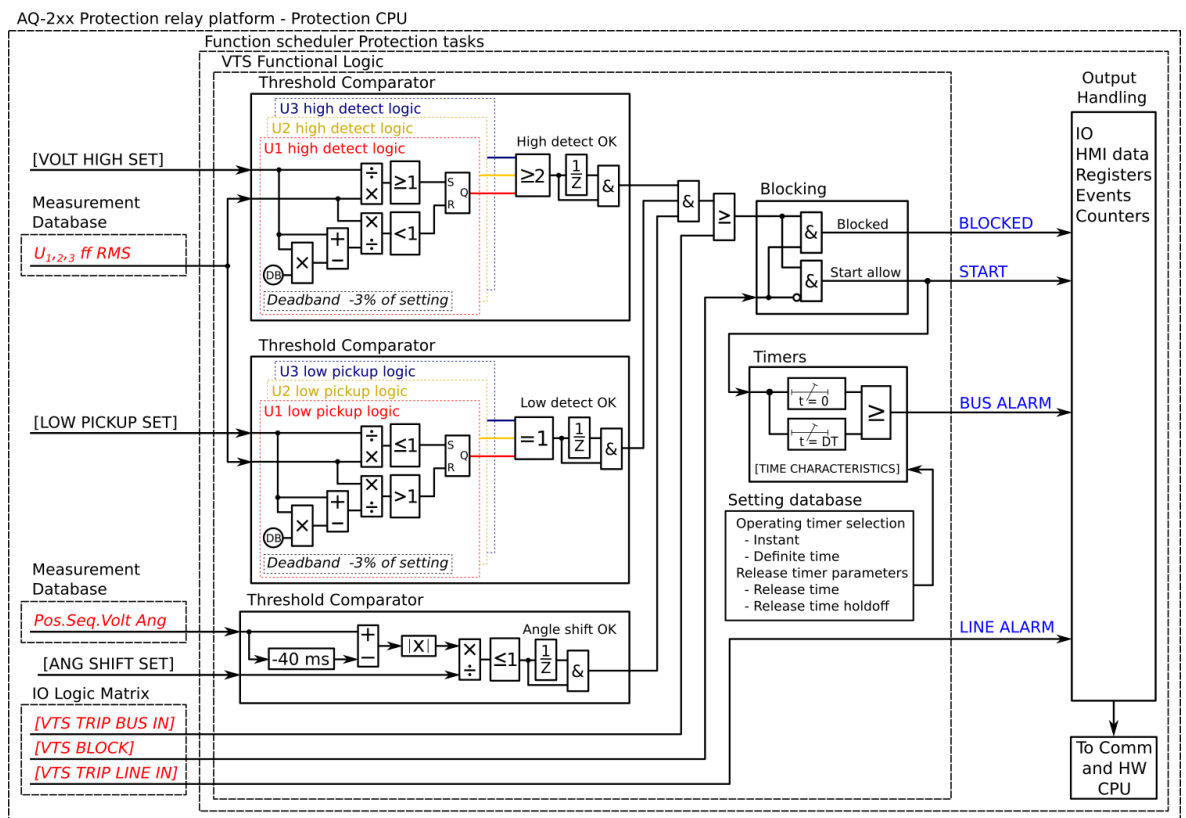 AQ-2xx Protection relay platform - Protection CPU
Function scheduler Protection tasks
VTS Functional Logic
Threshold Comparator
U3 high detect logic
U2 high detect logic
U1 high detect logic
High detect OK
[VOLT HIGH SET]
÷
×
≥1
S
Q
R
≥2
1
Z
&
Measurement
Database
U1,2,3 ff RMS
×
÷
<1
+
−
×
DB
Deadband -3% of setting
&
≥
Blocking
&
Blocked
&
Start allow
BLOCKED
START
Output
Handling
IO
HMI data
Registers
Events
Counters
Threshold Comparator
U3 low pickup logic
U2 low pickup logic
U1 low pickup logic
Low detect OK
[LOW PICKUP SET]
÷
×
≤1
S
Q
R
=1
1
Z
&
×
÷
>1
+
−
×
DB
Deadband -3% of setting
Timers
t = 0
t = DT
≥
[TIME CHARACTERISTICS]
BUS ALARM
Setting database
Operating timer selection
- Instant
- Definite time
Release timer parameters
- Release time
- Release time holdoff
Measurement
Database
Pos.Seq.Volt Ang
Threshold Comparator
Angle shift OK
-40 ms
+
−
|X|
×
÷
≤1
1
Z
&
[ANG SHIFT SET]
LINE ALARM
IO Logic Matrix
[VTS TRIP BUS IN]
[VTS BLOCK]
[VTS TRIP LINE IN]
To Comm
and HW
CPU